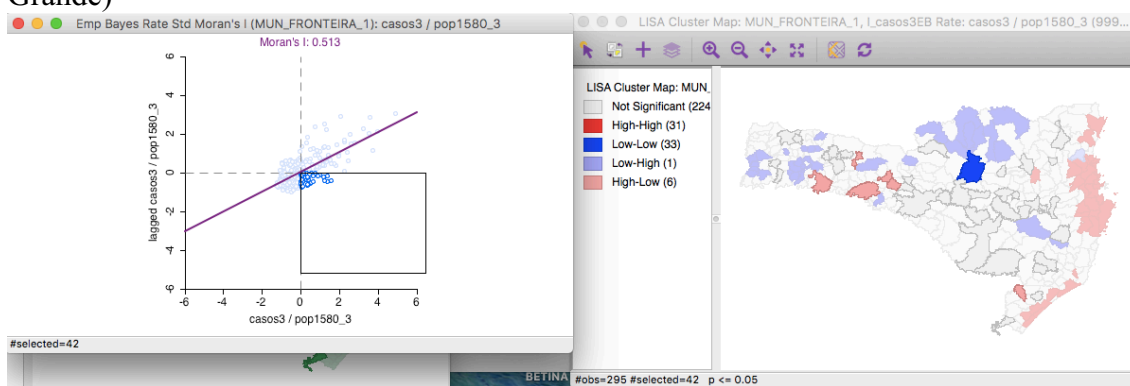 Grande)
Emp Bayes Rate Std Moran's I (MUN_FRONTEIRA_1): casos3 / pop1580_3
Moran's I: 0.513
lagged casos3 / pop1580_3
6
4
2
0
-2
-4
-6
-6 -4 -2 0 2 4 6
casos3 / pop1580_3
#selected=42
LISA Cluster Map: MUN_FRONTEIRA_1, I_casos3EB Rate: casos3 / pop1580_3 (999...
LISA Cluster Map: MUN_
Not Significant (224
High-High (31)
Low-Low (33)
Low-High (1)
High-Low (6)
BETINA
#obs=295 #selected=42 p <= 0.05